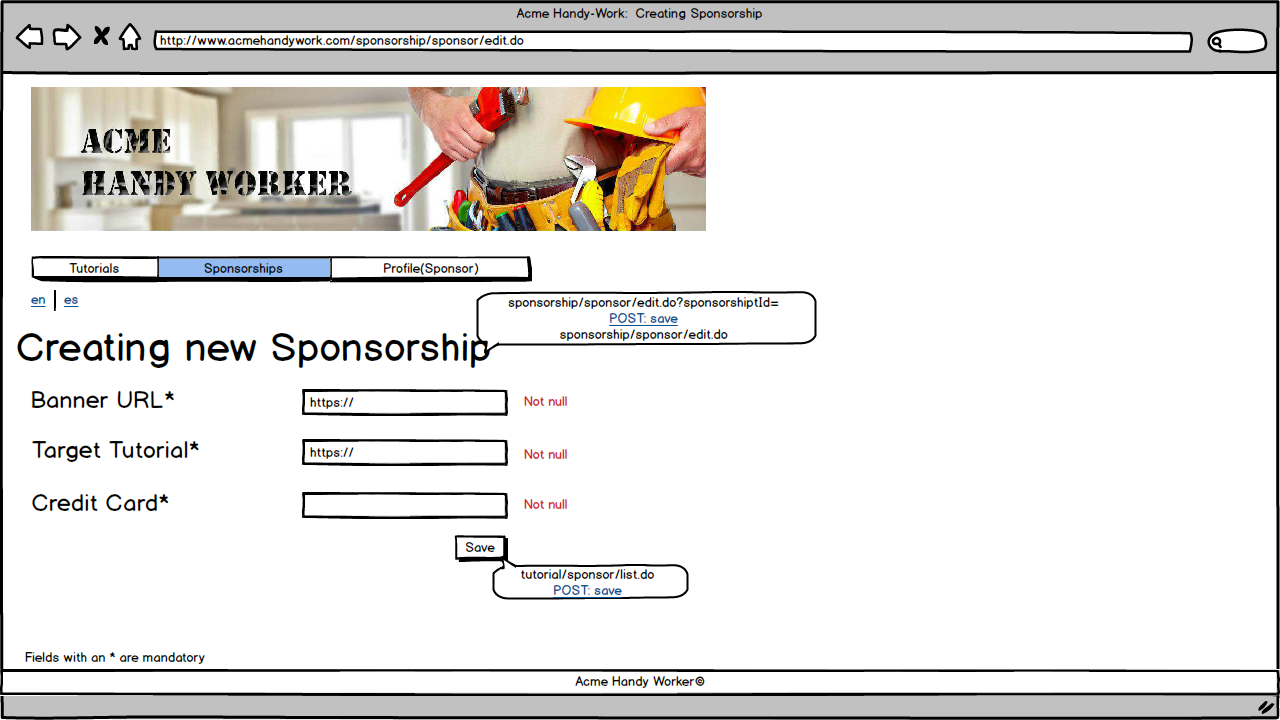 Acme Handy-Work: Creating Sponsorship
http://www.acmehandywork.com/sponsorship/sponsor/edit.do
ACME
HANDY WORKER
Tutorials Sponsorships Profile(Sponsor)
en es
sponsorship/sponsor/edit.do?sponsorshiptId=
POST: save
sponsorship/sponsor/edit.do
Creating new Sponsorship
Banner URL* https:// Not null
Target Tutorial* https:// Not null
Credit Card* Not null
Save
tutorial/sponsor/list.do
POST: save
Fields with an * are mandatory
Acme Handy Worker©